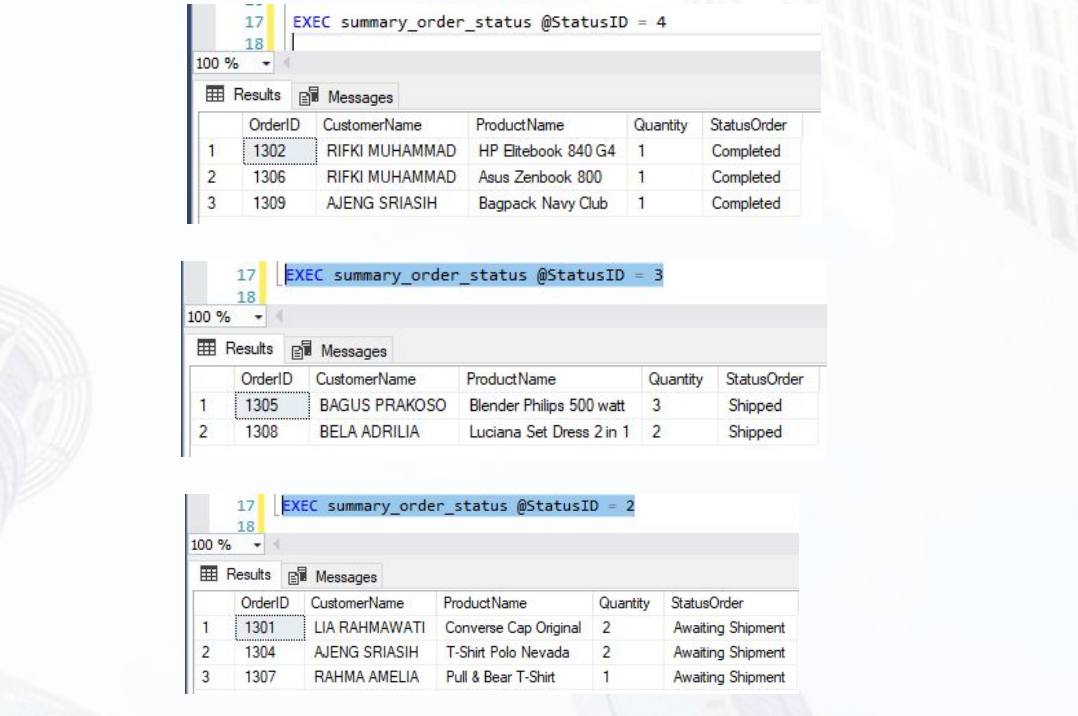 17 EXEC summary_order_status @StatusID = 4
18
100 %
Results Messages
OrderID CustomerName ProductName Quantity StatusOrder
1 1302 RIFKI MUHAMMAD HP Elitebook 840 G4 1 Completed
2 1306 RIFKI MUHAMMAD Asus Zenbook 800 1 Completed
3 1309 AJENG SRIASIH Bagpack Navy Club 1 Completed
17 EXEC summary_order_status @StatusID = 3
18
100 %
Results Messages
OrderID CustomerName ProductName Quantity StatusOrder
1 1305 BAGUS PRAKOSO Blender Philips 500 watt 3 Shipped
2 1308 BELA ADRILIA Luciana Set Dress 2 in 1 2 Shipped
17 EXEC summary_order_status @StatusID = 2
18
100 %
Results Messages
OrderID CustomerName ProductName Quantity StatusOrder
1 1301 LIA RAHMAWATI Converse Cap Original 2 Awaiting Shipment
2 1304 AJENG SRIASIH T-Shirt Polo Nevada 2 Awaiting Shipment
3 1307 RAHMA AMELIA Pull & Bear T-Shirt 1 Awaiting Shipment